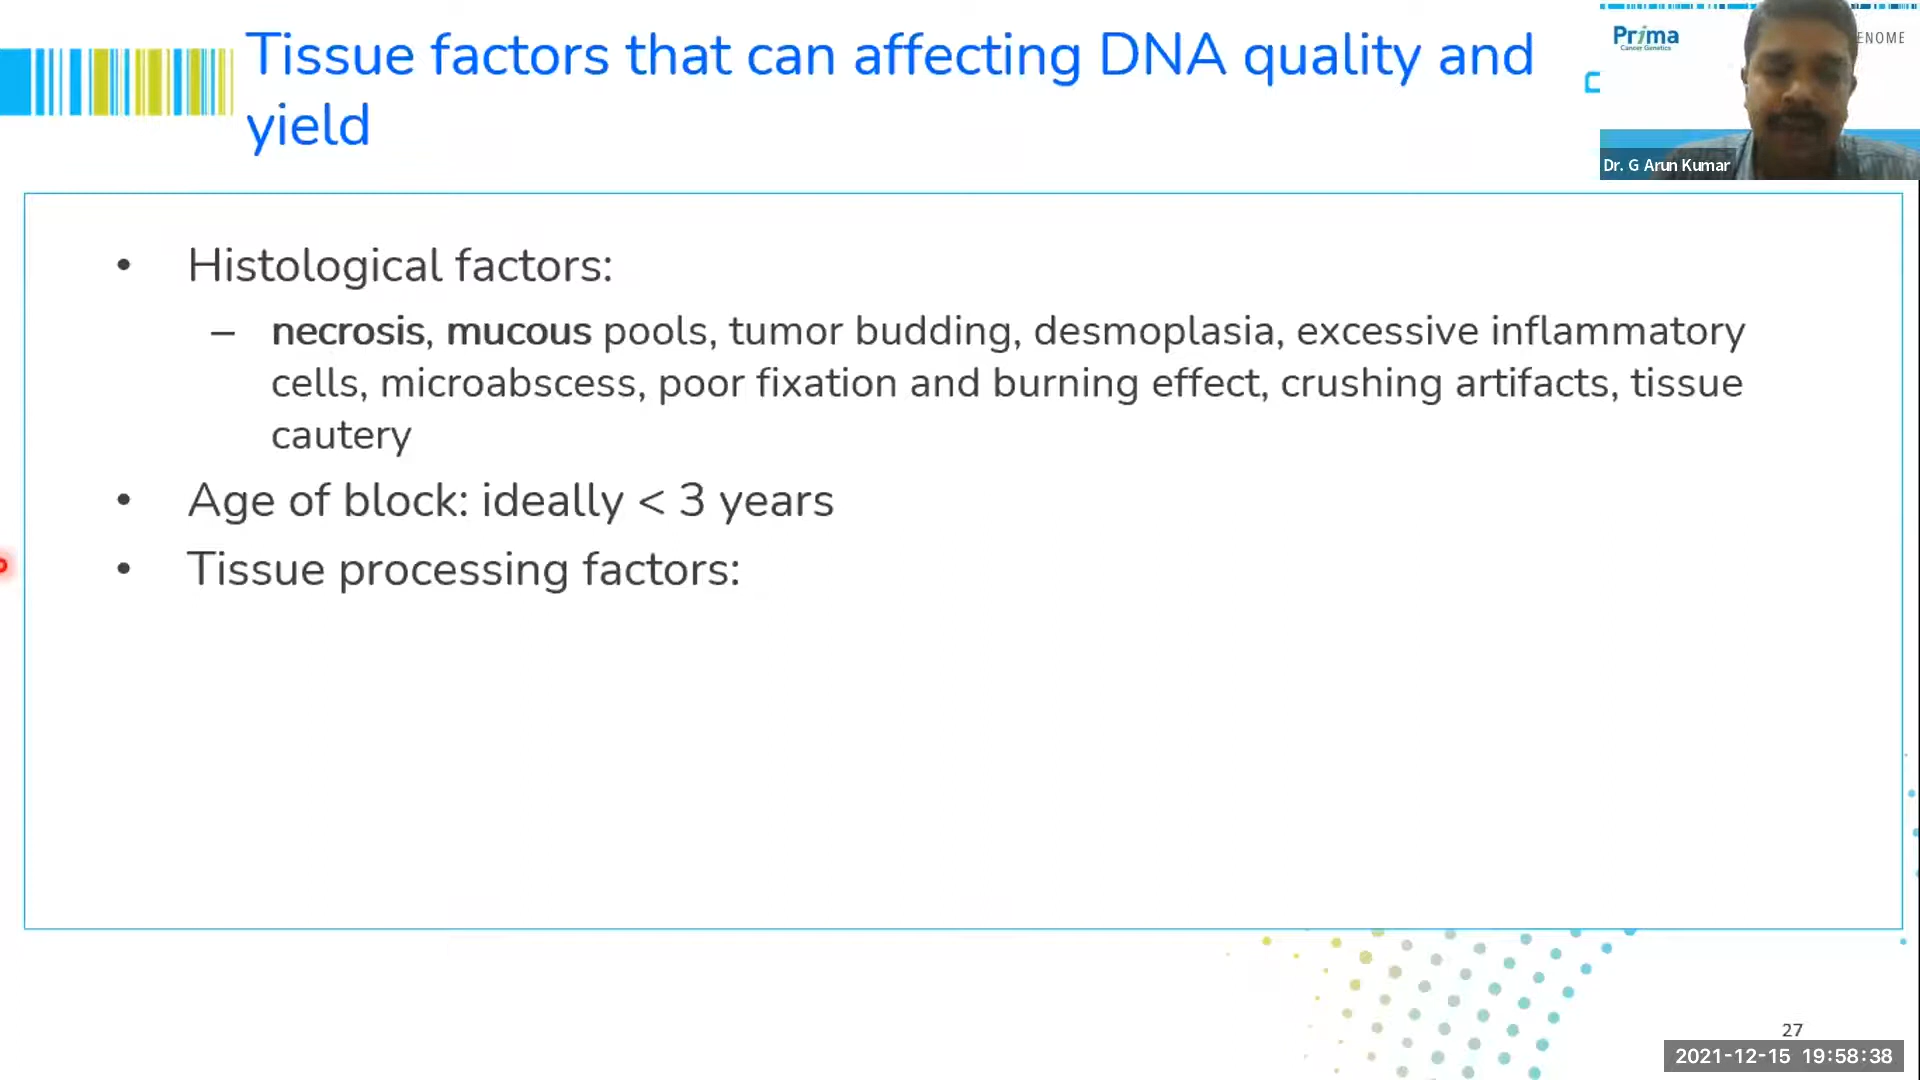 Tissue factors that can affecting DNA quality and
yield
Prima
Cancer Genetics
ENOME
Dr. G Arun Kumar
• Histological factors:
– necrosis, mucous pools, tumor budding, desmoplasia, excessive inflammatory
cells, microabscess, poor fixation and burning effect, crushing artifacts, tissue
cautery
• Age of block: ideally < 3 years
• Tissue processing factors:
27
2021-12-15 19:58:38